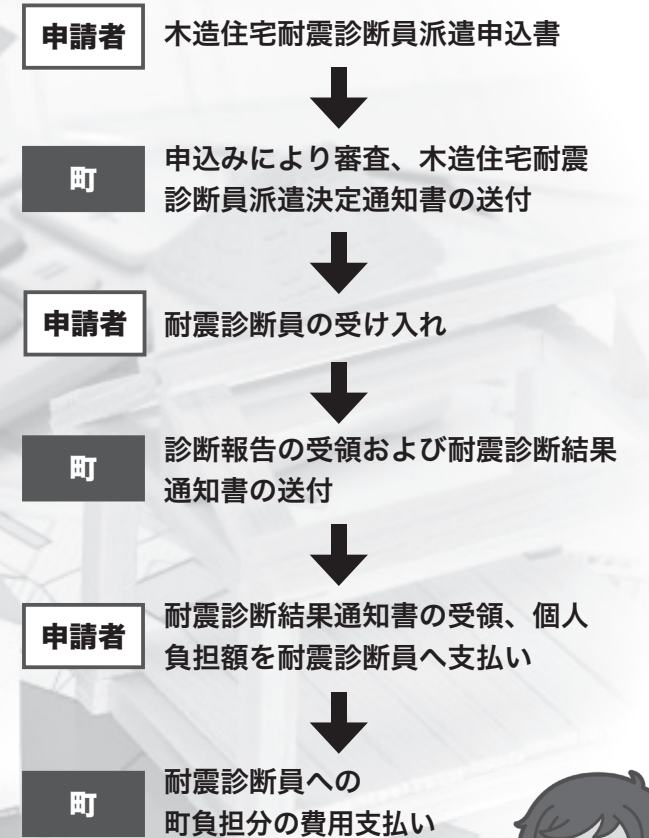 申請者
木造住宅耐震診断員派遣申込書
町
申込みにより審査、木造住宅耐震
診断員派遣決定通知書の送付
申請者
耐震診断員の受け入れ
町
診断報告の受領および耐震診断結果
通知書の送付
申請者
耐震診断結果通知書の受領、個人
負担額を耐震診断員へ支払い
町
耐震診断員への
町負担分の費用支払い